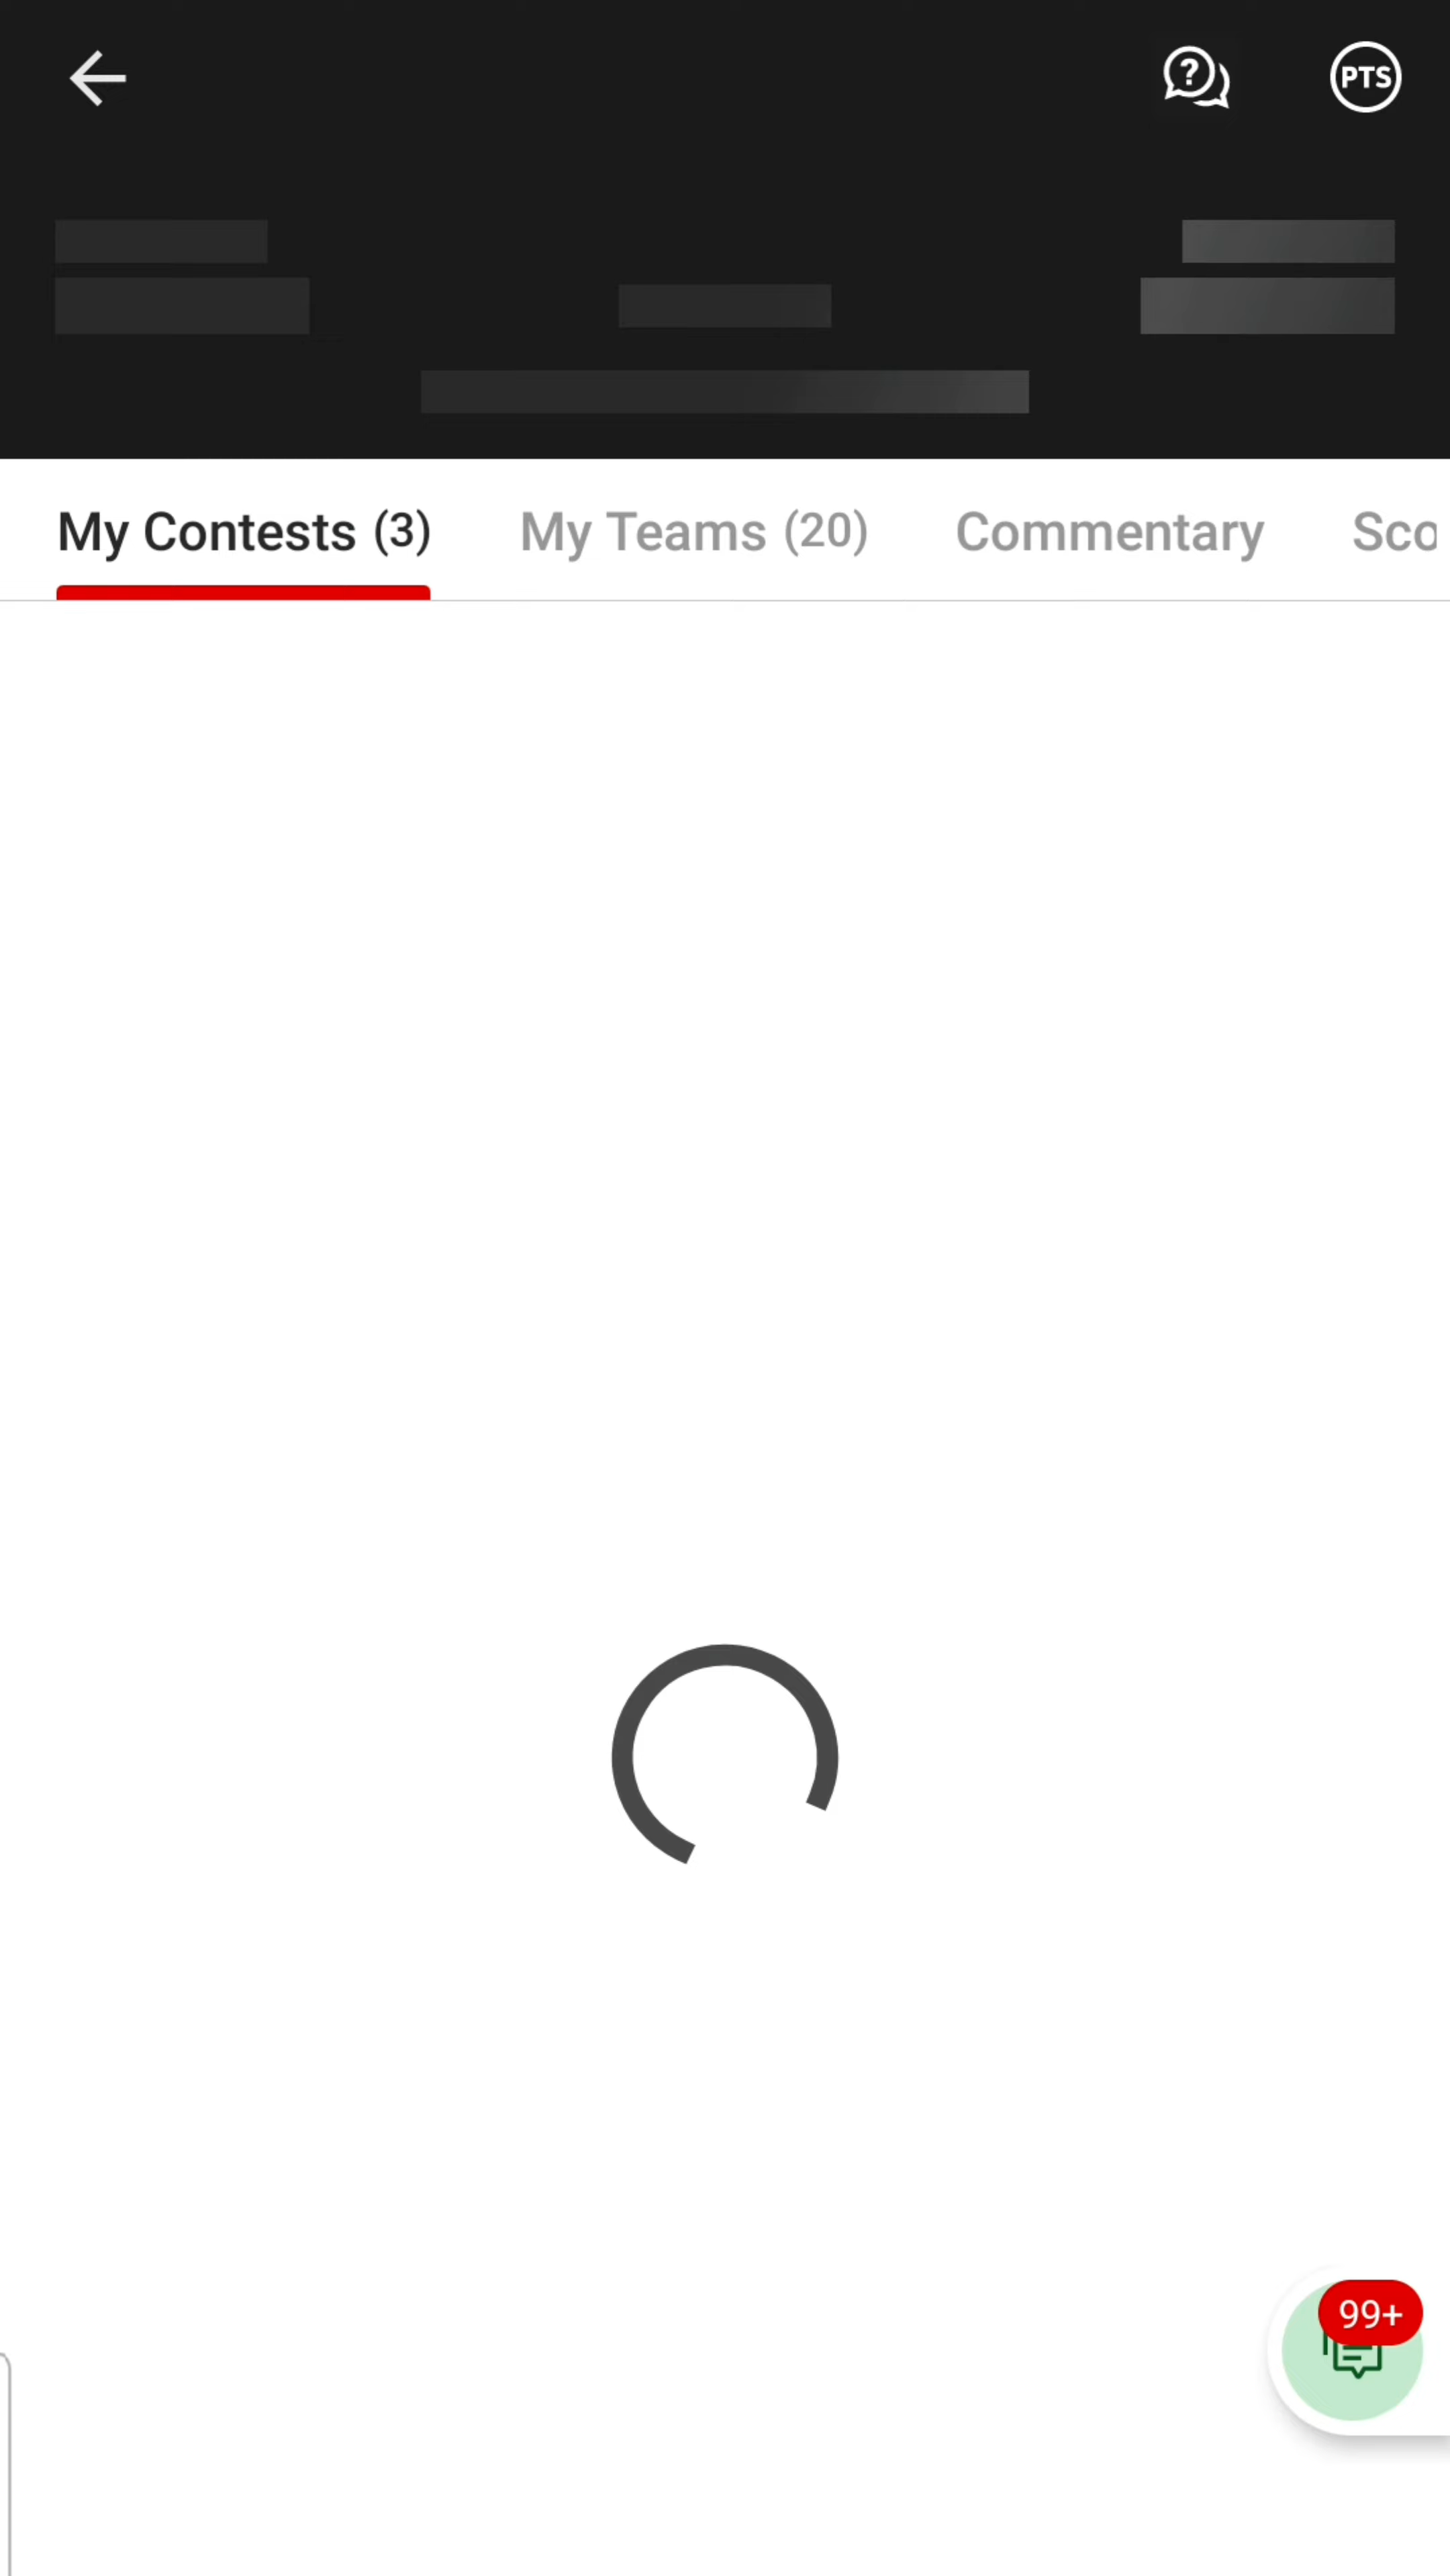 ?
PTS
My Contests (3)
My Teams (20)
Commentary
Sco
99+